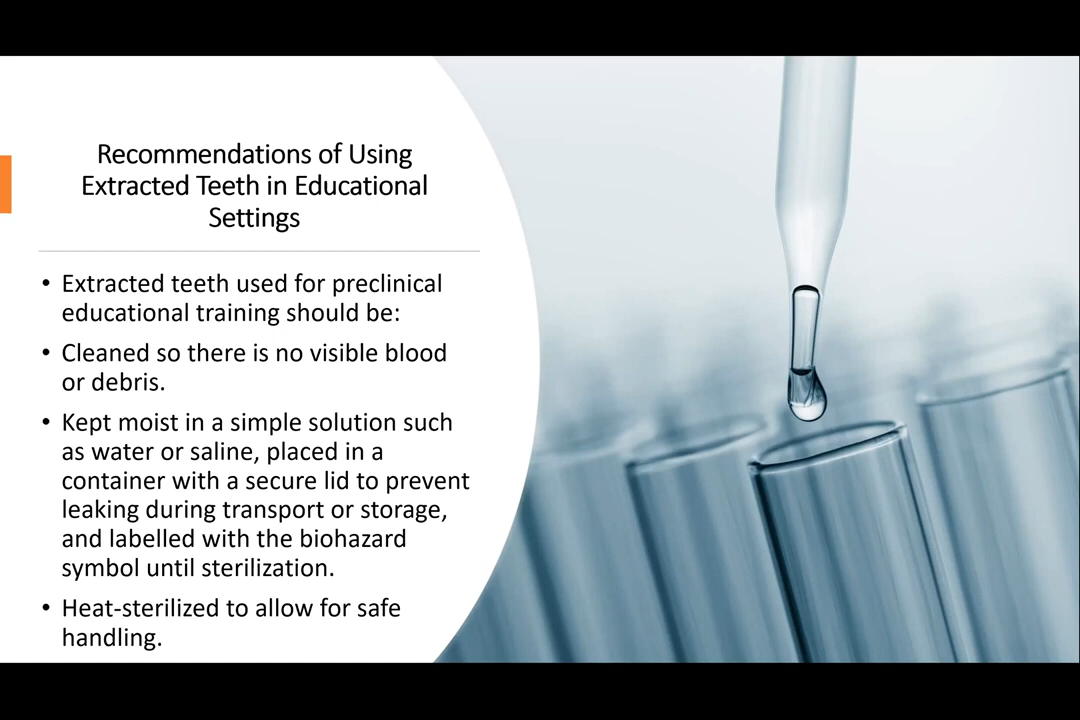 Recommendations of Using
Extracted Teeth in Educational
Settings
• Extracted teeth used for preclinical
educational training should be:
• Cleaned so there is no visible blood
or debris.
• Kept moist in a simple solution such
as water or saline, placed in a
container with a secure lid to prevent
leaking during transport or storage,
and labelled with the biohazard
symbol until sterilization.
• Heat-sterilized to allow for safe
handling.